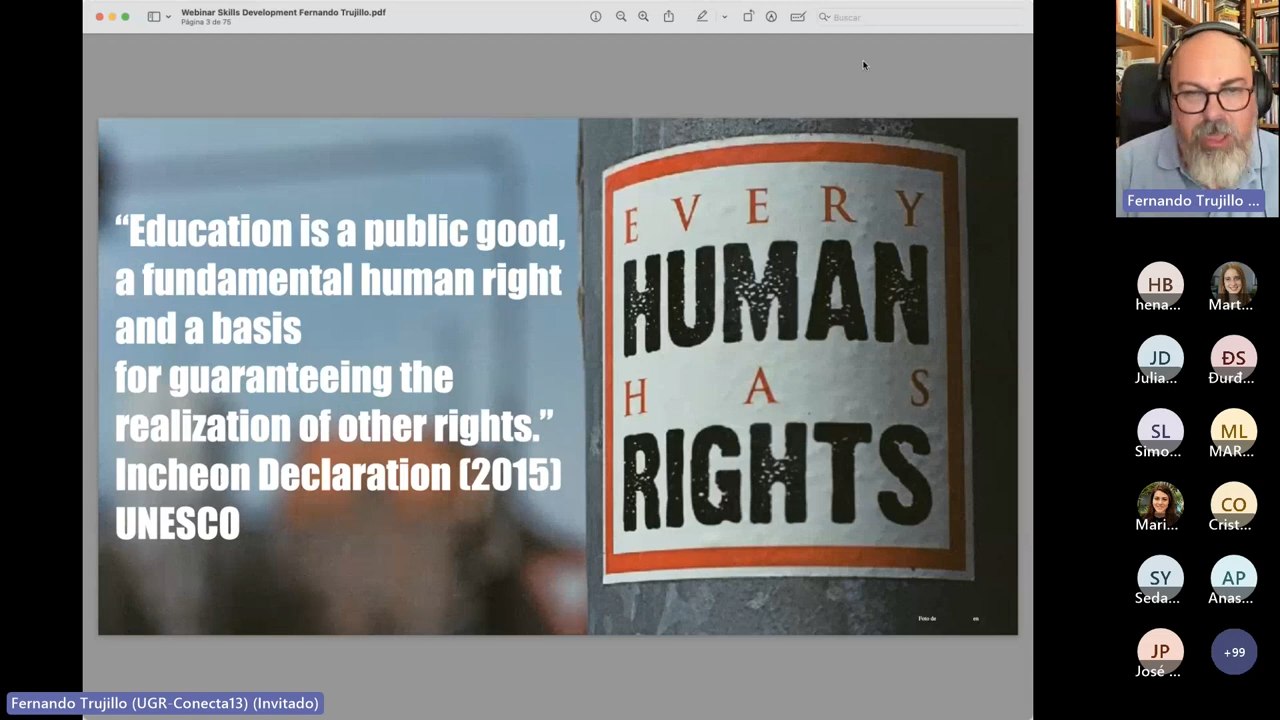 Webinar Skills Development Fernando Trujillo.pdf
Página 3 de 75
Buscar
“Education is a public good,
a fundamental human right
and a basis
for guaranteeing the
realization of other rights.”
Incheon Declaration (2015)
UNESCO
EVERY
HUMAN
HAS
RIGHTS
Foto de en
Fernando Trujillo ...
HB
hena...
Mart...
JD
Julia...
ĐS
Đurđ...
SL
Simo...
ML
MAR...
Mari...
CO
Crist...
SY
Seda...
AP
Anas...
JP
José ...
+99
Fernando Trujillo (UGR-Conecta13) (Invitado)